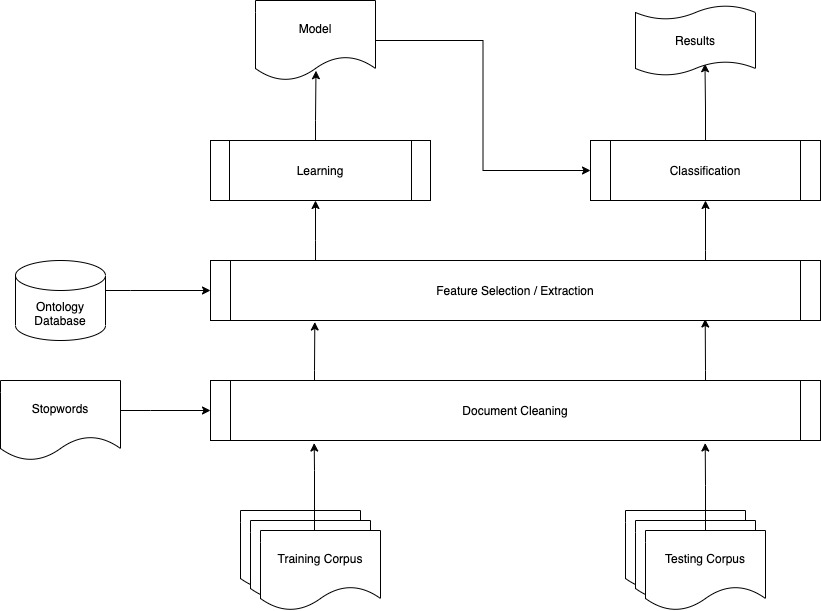 Model
Results
Learning
Classification
Feature Selection / Extraction
Ontology
Database
Stopwords
Document Cleaning
Training Corpus
Testing Corpus